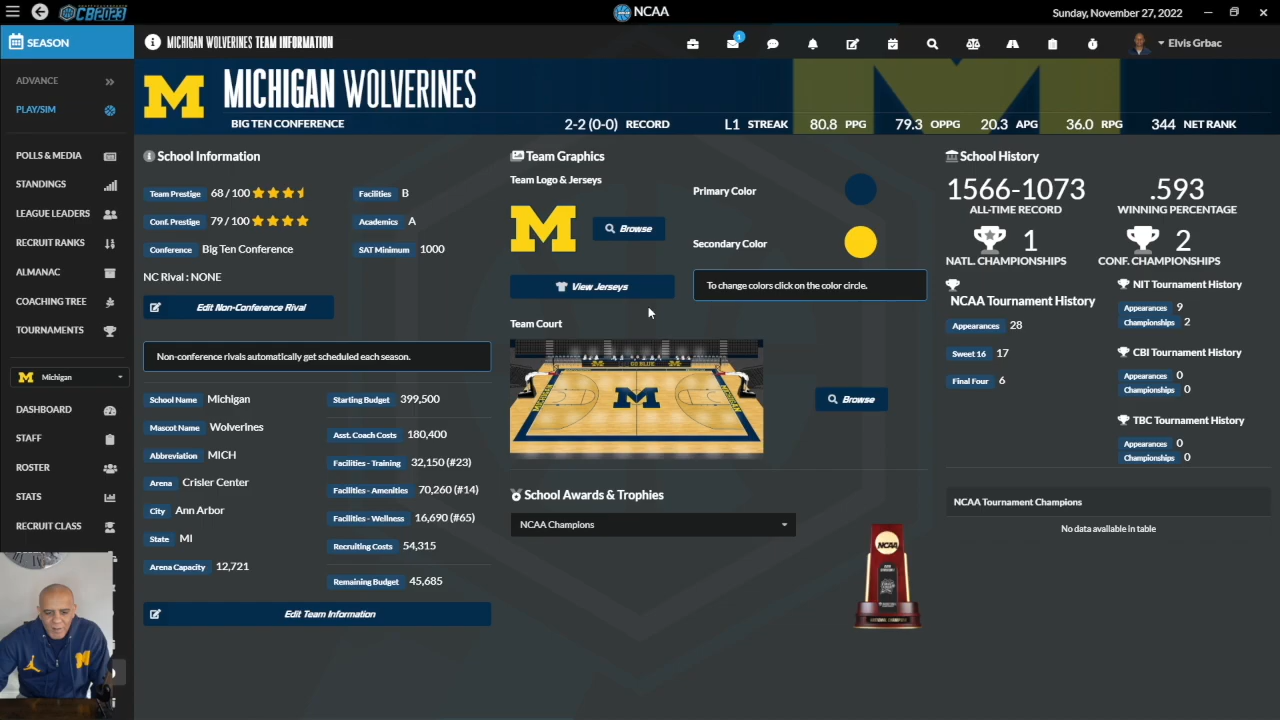 CB2023
NCAA
Sunday, November 27, 2022
SEASON
MICHIGAN WOLVERINES TEAM INFORMATION
1
Elvis Grbac
ADVANCE
PLAY/SIM
POLLS & MEDIA
STANDINGS
LEAGUE LEADERS
RECRUIT RANKS
ALMANAC
COACHING TREE
TOURNAMENTS
Michigan
DASHBOARD
STAFF
ROSTER
STATS
RECRUIT CLASS
MICHIGAN WOLVERINES
BIG TEN CONFERENCE
2-2 (0-0) RECORD
L1 STREAK
80.8 PPG
79.3 OPPG
20.3 APG
36.0 RPG
344 NET RANK
School Information
Team Prestige 68 / 100
Facilities B
Conf. Prestige 79 / 100
Academics A
Conference Big Ten Conference
SAT Minimum 1000
NC Rival : NONE
Edit Non-Conference Rival
Non-conference rivals automatically get scheduled each season.
School Name Michigan
Mascot Name Wolverines
Abbreviation MICH
Arena Crisler Center
City Ann Arbor
State MI
Arena Capacity 12,721
Starting Budget 399,500
Asst. Coach Costs 180,400
Facilities - Training 32,150 (#23)
Facilities - Amenities 70,260 (#14)
Facilities - Wellness 16,690 (#65)
Recruiting Costs 54,315
Remaining Budget 45,685
Edit Team Information
Team Graphics
Team Logo & Jerseys
M
Browse
View Jerseys
Primary Color
Secondary Color
To change colors click on the color circle.
Team Court
GO BLUE
MICHIGAN
M
MICHIGAN
Browse
School Awards & Trophies
NCAA Champions
NCAA
School History
1566-1073
ALL-TIME RECORD
.593
WINNING PERCENTAGE
1
NATL. CHAMPIONSHIPS
2
CONF. CHAMPIONSHIPS
NCAA Tournament History
Appearances 28
Sweet 16 17
Final Four 6
NIT Tournament History
Appearances 9
Championships 2
CBI Tournament History
Appearances 0
Championships 0
TBC Tournament History
Appearances 0
Championships 0
NCAA Tournament Champions
No data available in table